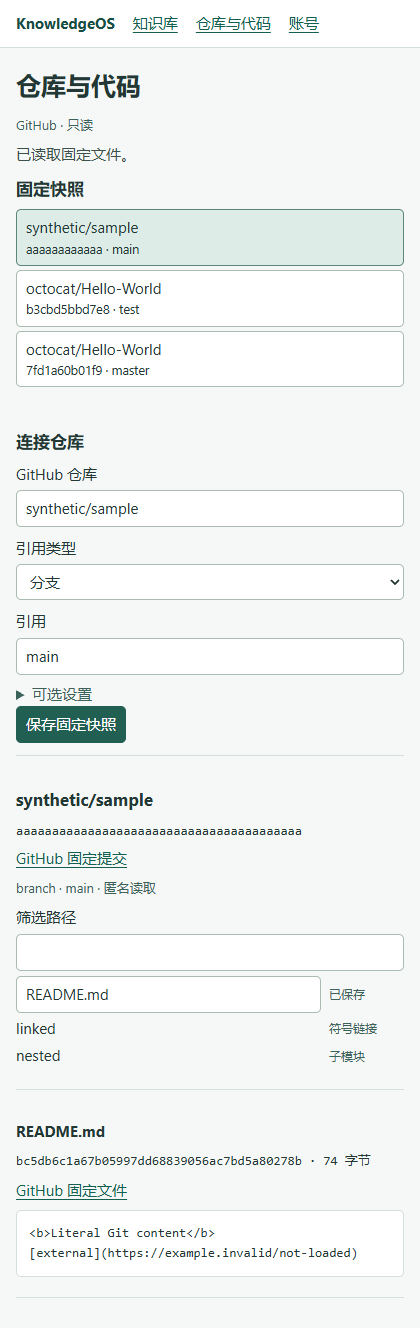 KnowledgeOS 知识库 仓库与代码 账号
仓库与代码
GitHub · 只读
已读取固定文件。
固定快照
synthetic/sample
aaaaaaaaaaaa · main
octocat/Hello-World
b3cbd5bbd7e8 · test
octocat/Hello-World
7fd1a60b01f9 · master
连接仓库
GitHub 仓库
synthetic/sample
引用类型
分支
引用
main
可选设置
保存固定快照
synthetic/sample
aaaaaaaaaaaaaaaaaaaaaaaaaaaaaaaaaaaaaaaa
GitHub 固定提交
branch · main · 匿名读取
筛选路径
README.md 已保存
linked 符号链接
nested 子模块
README.md
bc5db6c1a67b05997dd68839056ac7bd5a80278b · 74 字节
GitHub 固定文件
<b>Literal Git content</b>
[external](https://example.invalid/not-loaded)